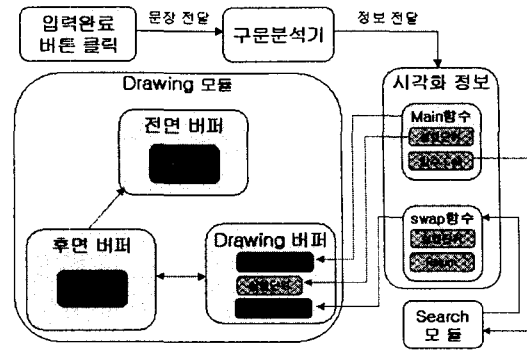 입력완료
버튼 클릭
문장 전달
구문분석기
정보 전달
Drawing 모듈
시각화 정보
전면 버퍼
Main함수
후면 버퍼
Drawing 버퍼
swap함수
Search
모 듈